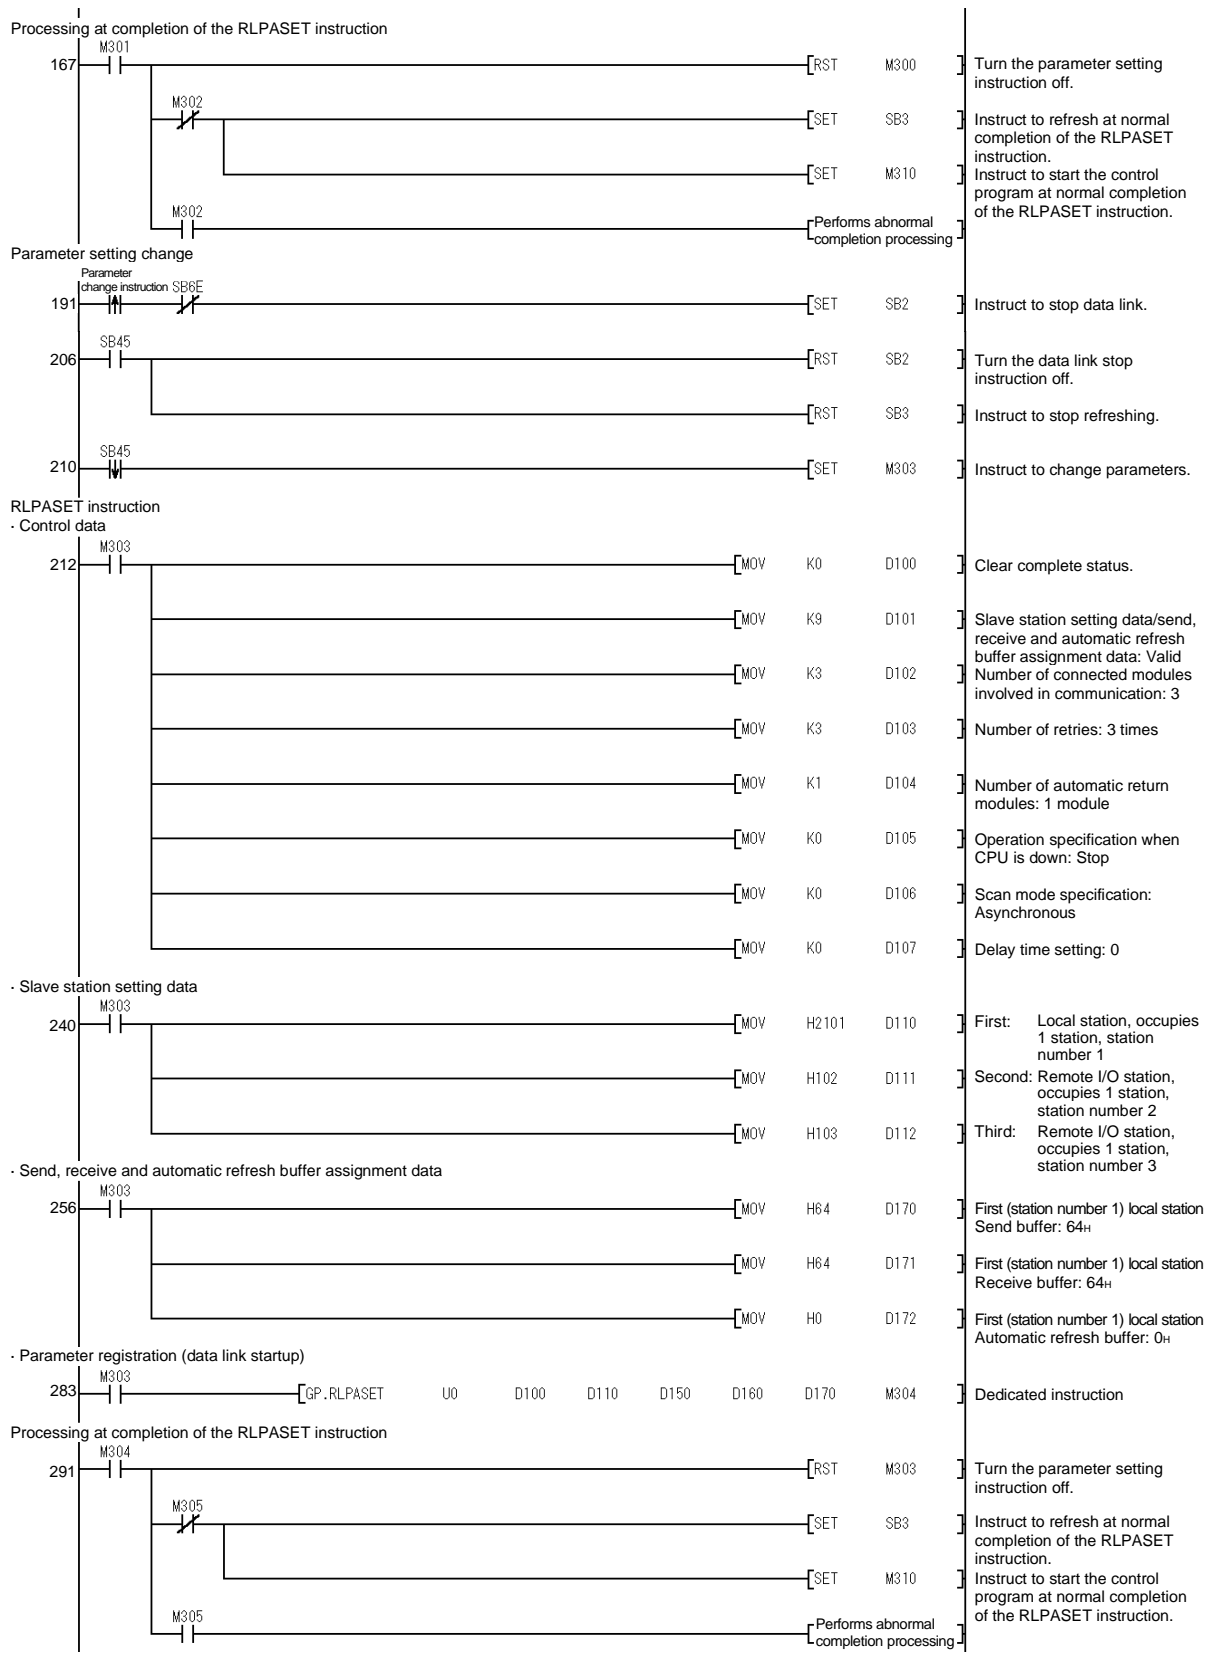 Processing at completion of the RLPASET instruction
M301
167 [RST M300 ] Turn the parameter setting
instruction off.
M302
[SET SB3 ] Instruct to refresh at normal
completion of the RLPASET
instruction.
[SET M310 ] Instruct to start the control
program at normal completion
of the RLPASET instruction.
M302
[Performs abnormal
completion processing]
Parameter setting change
Parameter
change instruction SB6E
191 [SET SB2 ] Instruct to stop data link.
SB45
206 [RST SB2 ] Turn the data link stop
instruction off.
[RST SB3 ] Instruct to stop refreshing.
SB45
210 [SET M303 ] Instruct to change parameters.
RLPASET instruction
· Control data
M303
212 [MOV K0 D100 ] Clear complete status.
[MOV K9 D101 ] Slave station setting data/send,
receive and automatic refresh
buffer assignment data: Valid
[MOV K3 D102 ] Number of connected modules
involved in communication: 3
[MOV K3 D103 ] Number of retries: 3 times
[MOV K1 D104 ] Number of automatic return
modules: 1 module
[MOV K0 D105 ] Operation specification when
CPU is down: Stop
[MOV K0 D106 ] Scan mode specification:
Asynchronous
[MOV K0 D107 ] Delay time setting: 0
· Slave station setting data
M303
240 [MOV H2101 D110 ] First: Local station, occupies
1 station, station
number 1
[MOV H102 D111 ] Second: Remote I/O station,
occupies 1 station,
station number 2
[MOV H103 D112 ] Third: Remote I/O station,
occupies 1 station,
station number 3
· Send, receive and automatic refresh buffer assignment data
M303
256 [MOV H64 D170 ] First (station number 1) local station
Send buffer: 64H
[MOV H64 D171 ] First (station number 1) local station
Receive buffer: 64H
[MOV H0 D172 ] First (station number 1) local station
Automatic refresh buffer: 0H
· Parameter registration (data link startup)
M303
283 [GP.RLPASET U0 D100 D110 D150 D160 D170 M304 ] Dedicated instruction
Processing at completion of the RLPASET instruction
M304
291 [RST M303 ] Turn the parameter setting
instruction off.
M305
[SET SB3 ] Instruct to refresh at normal
completion of the RLPASET
instruction.
[SET M310 ] Instruct to start the control
program at normal completion
of the RLPASET instruction.
M305
[Performs abnormal
completion processing]